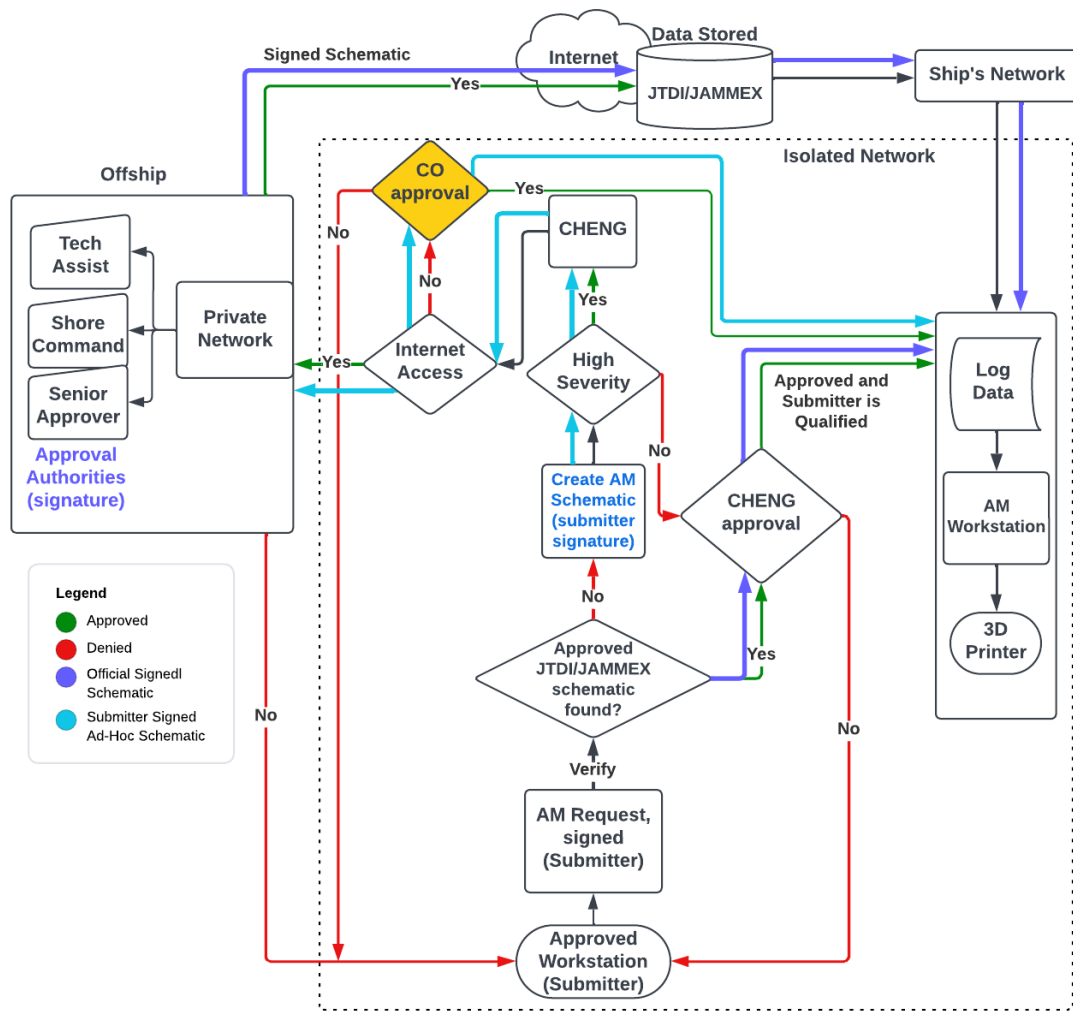 Signed Schematic
Yes
Internet
Data Stored
JTDI/JAMMEX
Ship's Network
Isolated Network
Offship
Tech
Assist
Shore
Command
Senior
Approver
Private
Network
Approval
Authorities
(signature)
CO
approval
Yes
No
No
CHENG
Yes
Internet
Access
Yes
High
Severity
No
Create AM
Schematic
(submitter
signature)
No
CHENG
approval
Approved and
Submitter is
Qualified
Log
Data
AM
Workstation
3D
Printer
Legend
Approved
Denied
Official Signedl
Schematic
Submitter Signed
Ad-Hoc Schematic
No
Approved
JTDI/JAMMEX
schematic
found?
Yes
No
Verify
AM Request,
signed
(Submitter)
Approved
Workstation
(Submitter)